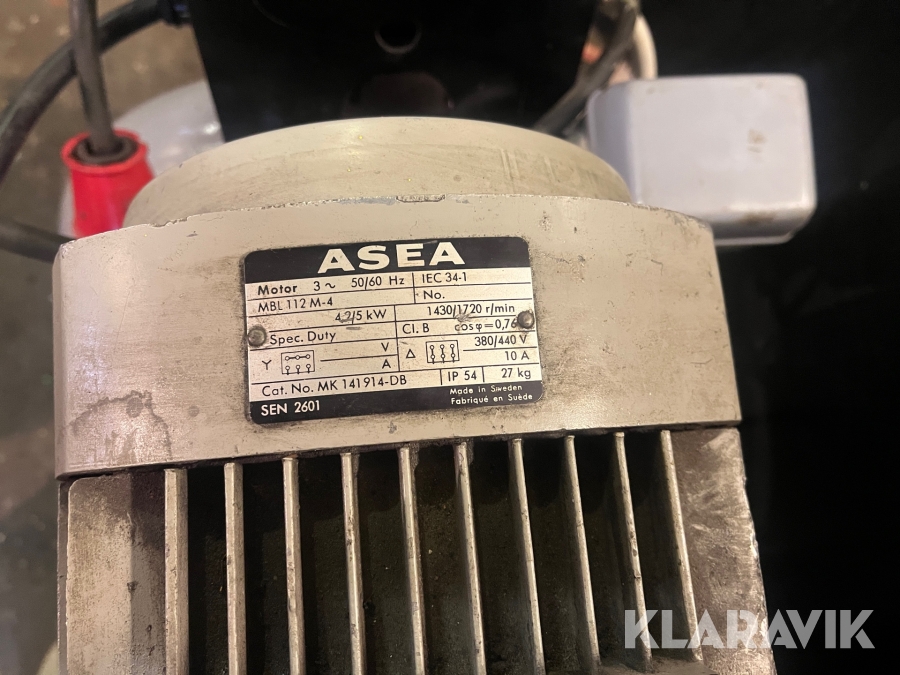 ASEA
Motor 3~ 50/60 Hz IEC 34-1
MBL 112 M-4 No.
4,2/5 kW 1430/1720 r/min
Spec. Duty Cl. B cos φ=0,76
Y V Δ 380/440 V
A 10 A
Cat. No. MK 141914-DB IP 54 27 kg
SEN 2601 Made in Sweden
Fabriqué en Suède
KLARAVIK